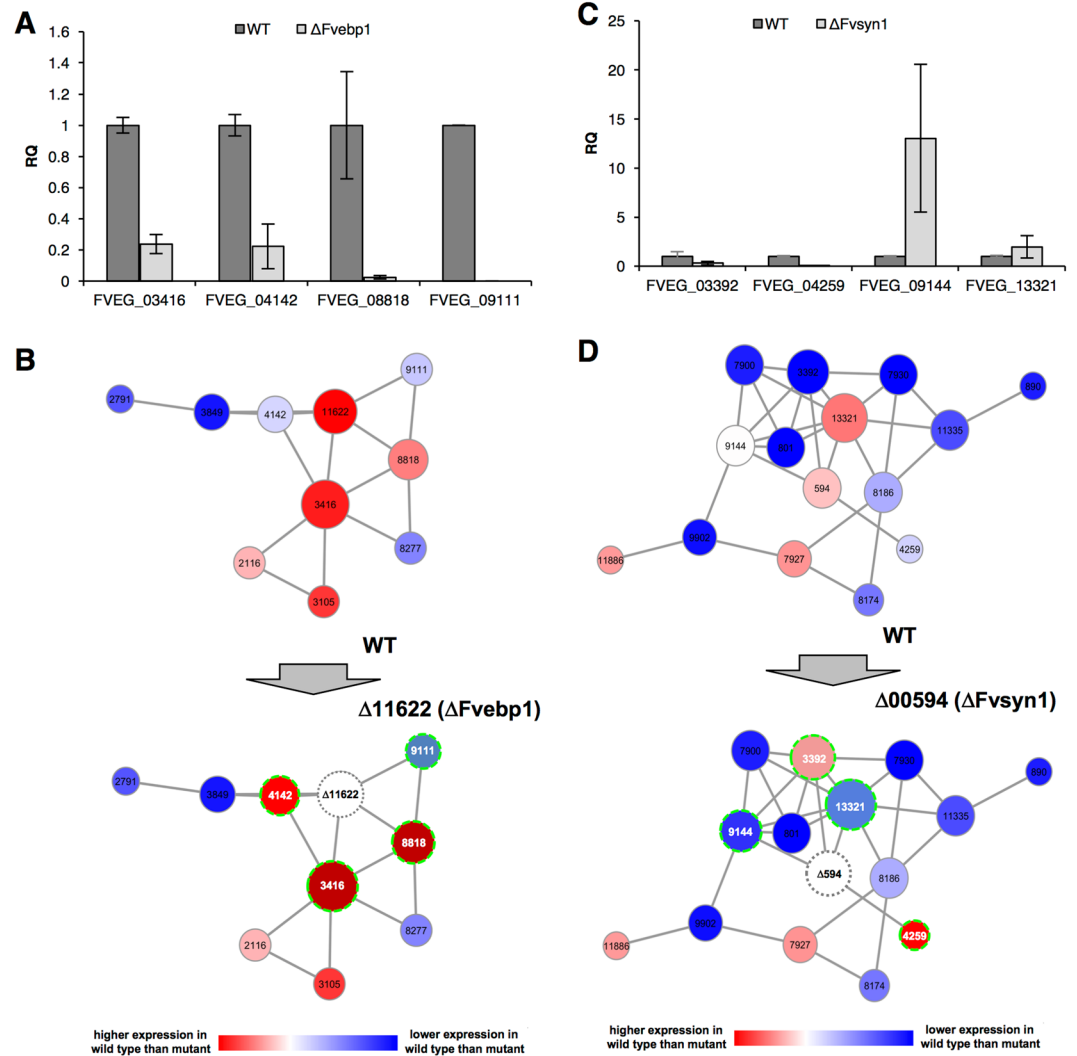 A
WT ΔFvebp1
1.6
1.4
1.2
1
0.8
0.6
0.4
0.2
0
RQ
FVEG_03416 FVEG_04142 FVEG_08818 FVEG_09111
C
WT ΔFvsyn1
25
20
15
10
5
0
RQ
FVEG_03392 FVEG_04259 FVEG_09144 FVEG_13321
B
9111
2791
3849
4142
11622
8818
3416
8277
2116
3105
WT
Δ11622 (ΔFvebp1)
9111
2791
3849
4142
Δ11622
8818
3416
8277
2116
3105
higher expression in
wild type than mutant
lower expression in
wild type than mutant
D
7900
3392
7930
890
13321
11335
9144
601
594
8186
9902
4259
11886
7927
8174
WT
Δ00594 (ΔFvsyn1)
7900
3392
7930
890
13321
11335
9144
601
Δ594
8186
9902
4259
11886
7927
8174
higher expression in
wild type than mutant
lower expression in
wild type than mutant